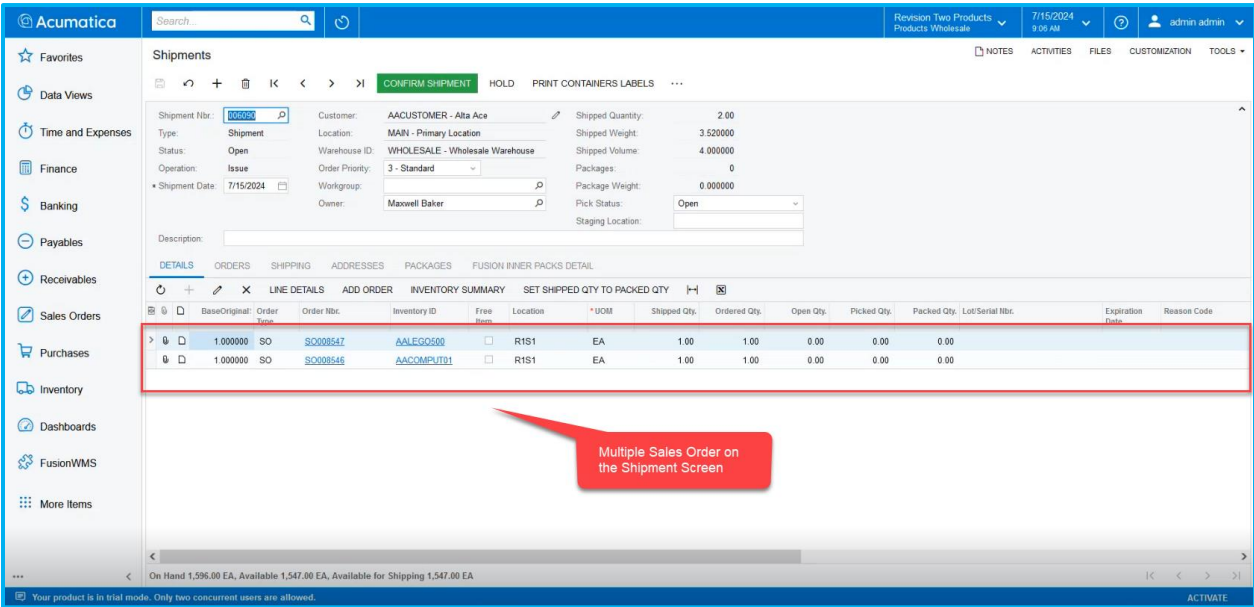 Acumatica
Search...
Revision Two Products
Products Wholesale
7/15/2024
9:06 AM
admin admin
Favorites
Data Views
Time and Expenses
Finance
Banking
Payables
Receivables
Sales Orders
Purchases
Inventory
Dashboards
FusionWMS
More Items
Shipments
NOTES ACTIVITIES FILES CUSTOMIZATION TOOLS
CONFIRM SHIPMENT HOLD PRINT CONTAINERS LABELS ...
Shipment Nbr.: 006090 Customer: AACUSTOMER - Alta Ace Shipped Quantity: 2.00
Type: Shipment Location: MAIN - Primary Location Shipped Weight: 3.520000
Status: Open Warehouse ID: WHOLESALE - Wholesale Warehouse Shipped Volume: 4.000000
Operation: Issue Order Priority: 3 - Standard Packages: 0
* Shipment Date: 7/15/2024 Workgroup: Package Weight: 0.000000
Owner: Maxwell Baker Pick Status: Open
Staging Location:
Description:
DETAILS ORDERS SHIPPING ADDRESSES PACKAGES FUSION INNER PACKS DETAIL
LINE DETAILS ADD ORDER INVENTORY SUMMARY SET SHIPPED QTY TO PACKED QTY
BaseOriginal: Order Type Order Nbr. Inventory ID Free Item Location * UOM Shipped Qty. Ordered Qty. Open Qty. Picked Qty. Packed Qty. Lot/Serial Nbr. Expiration Date Reason Code
1.000000 SO SO008547 AALEGO500 R1S1 EA 1.00 1.00 0.00 0.00 0.00
1.000000 SO SO008546 AACOMPUT01 R1S1 EA 1.00 1.00 0.00 0.00 0.00
Multiple Sales Order on
the Shipment Screen
On Hand 1,596.00 EA, Available 1,547.00 EA, Available for Shipping 1,547.00 EA
Your product is in trial mode. Only two concurrent users are allowed.
ACTIVATE